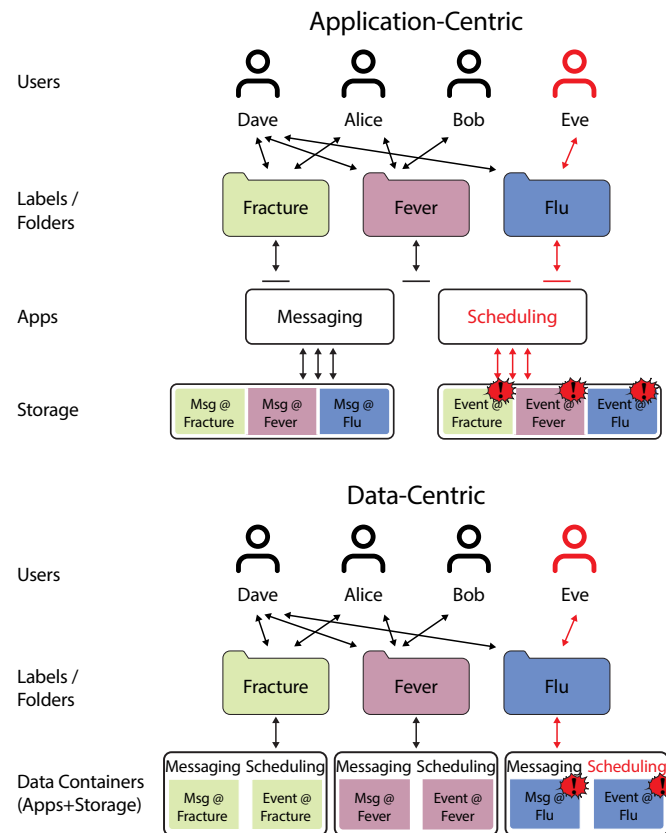 Application-Centric
Users
Dave Alice Bob Eve
Labels /
Folders
Fracture Fever Flu
Apps
Messaging Scheduling
Storage
Msg @
Fracture
Msg @
Fever
Msg @
Flu
Event @
Fracture
Event @
Fever
Event @
Flu
Data-Centric
Users
Dave Alice Bob Eve
Labels /
Folders
Fracture Fever Flu
Data Containers
(Apps+Storage)
Messaging Scheduling
Msg @
Fracture
Event @
Fracture
Messaging Scheduling
Msg @
Fever
Event @
Fever
Messaging Scheduling
Msg @
Flu
Event @
Flu